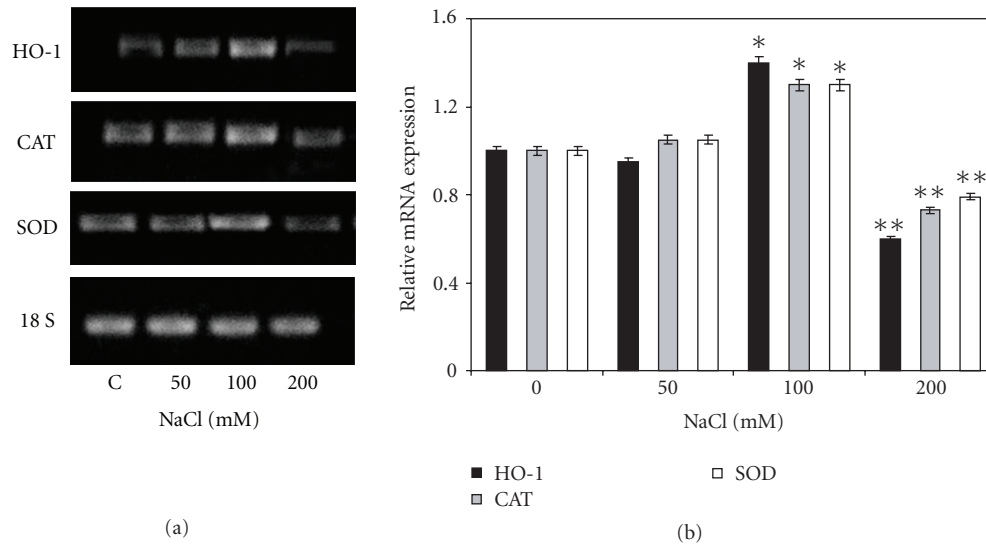 HO-1
CAT
SOD
18 S
C 50 100 200
NaCl (mM)
(a)
Relative mRNA expression
1.6
1.2
0.8
0.4
0
* * *
** ** **
0 50 100 200
NaCl (mM)
HO-1
CAT
SOD
(b)